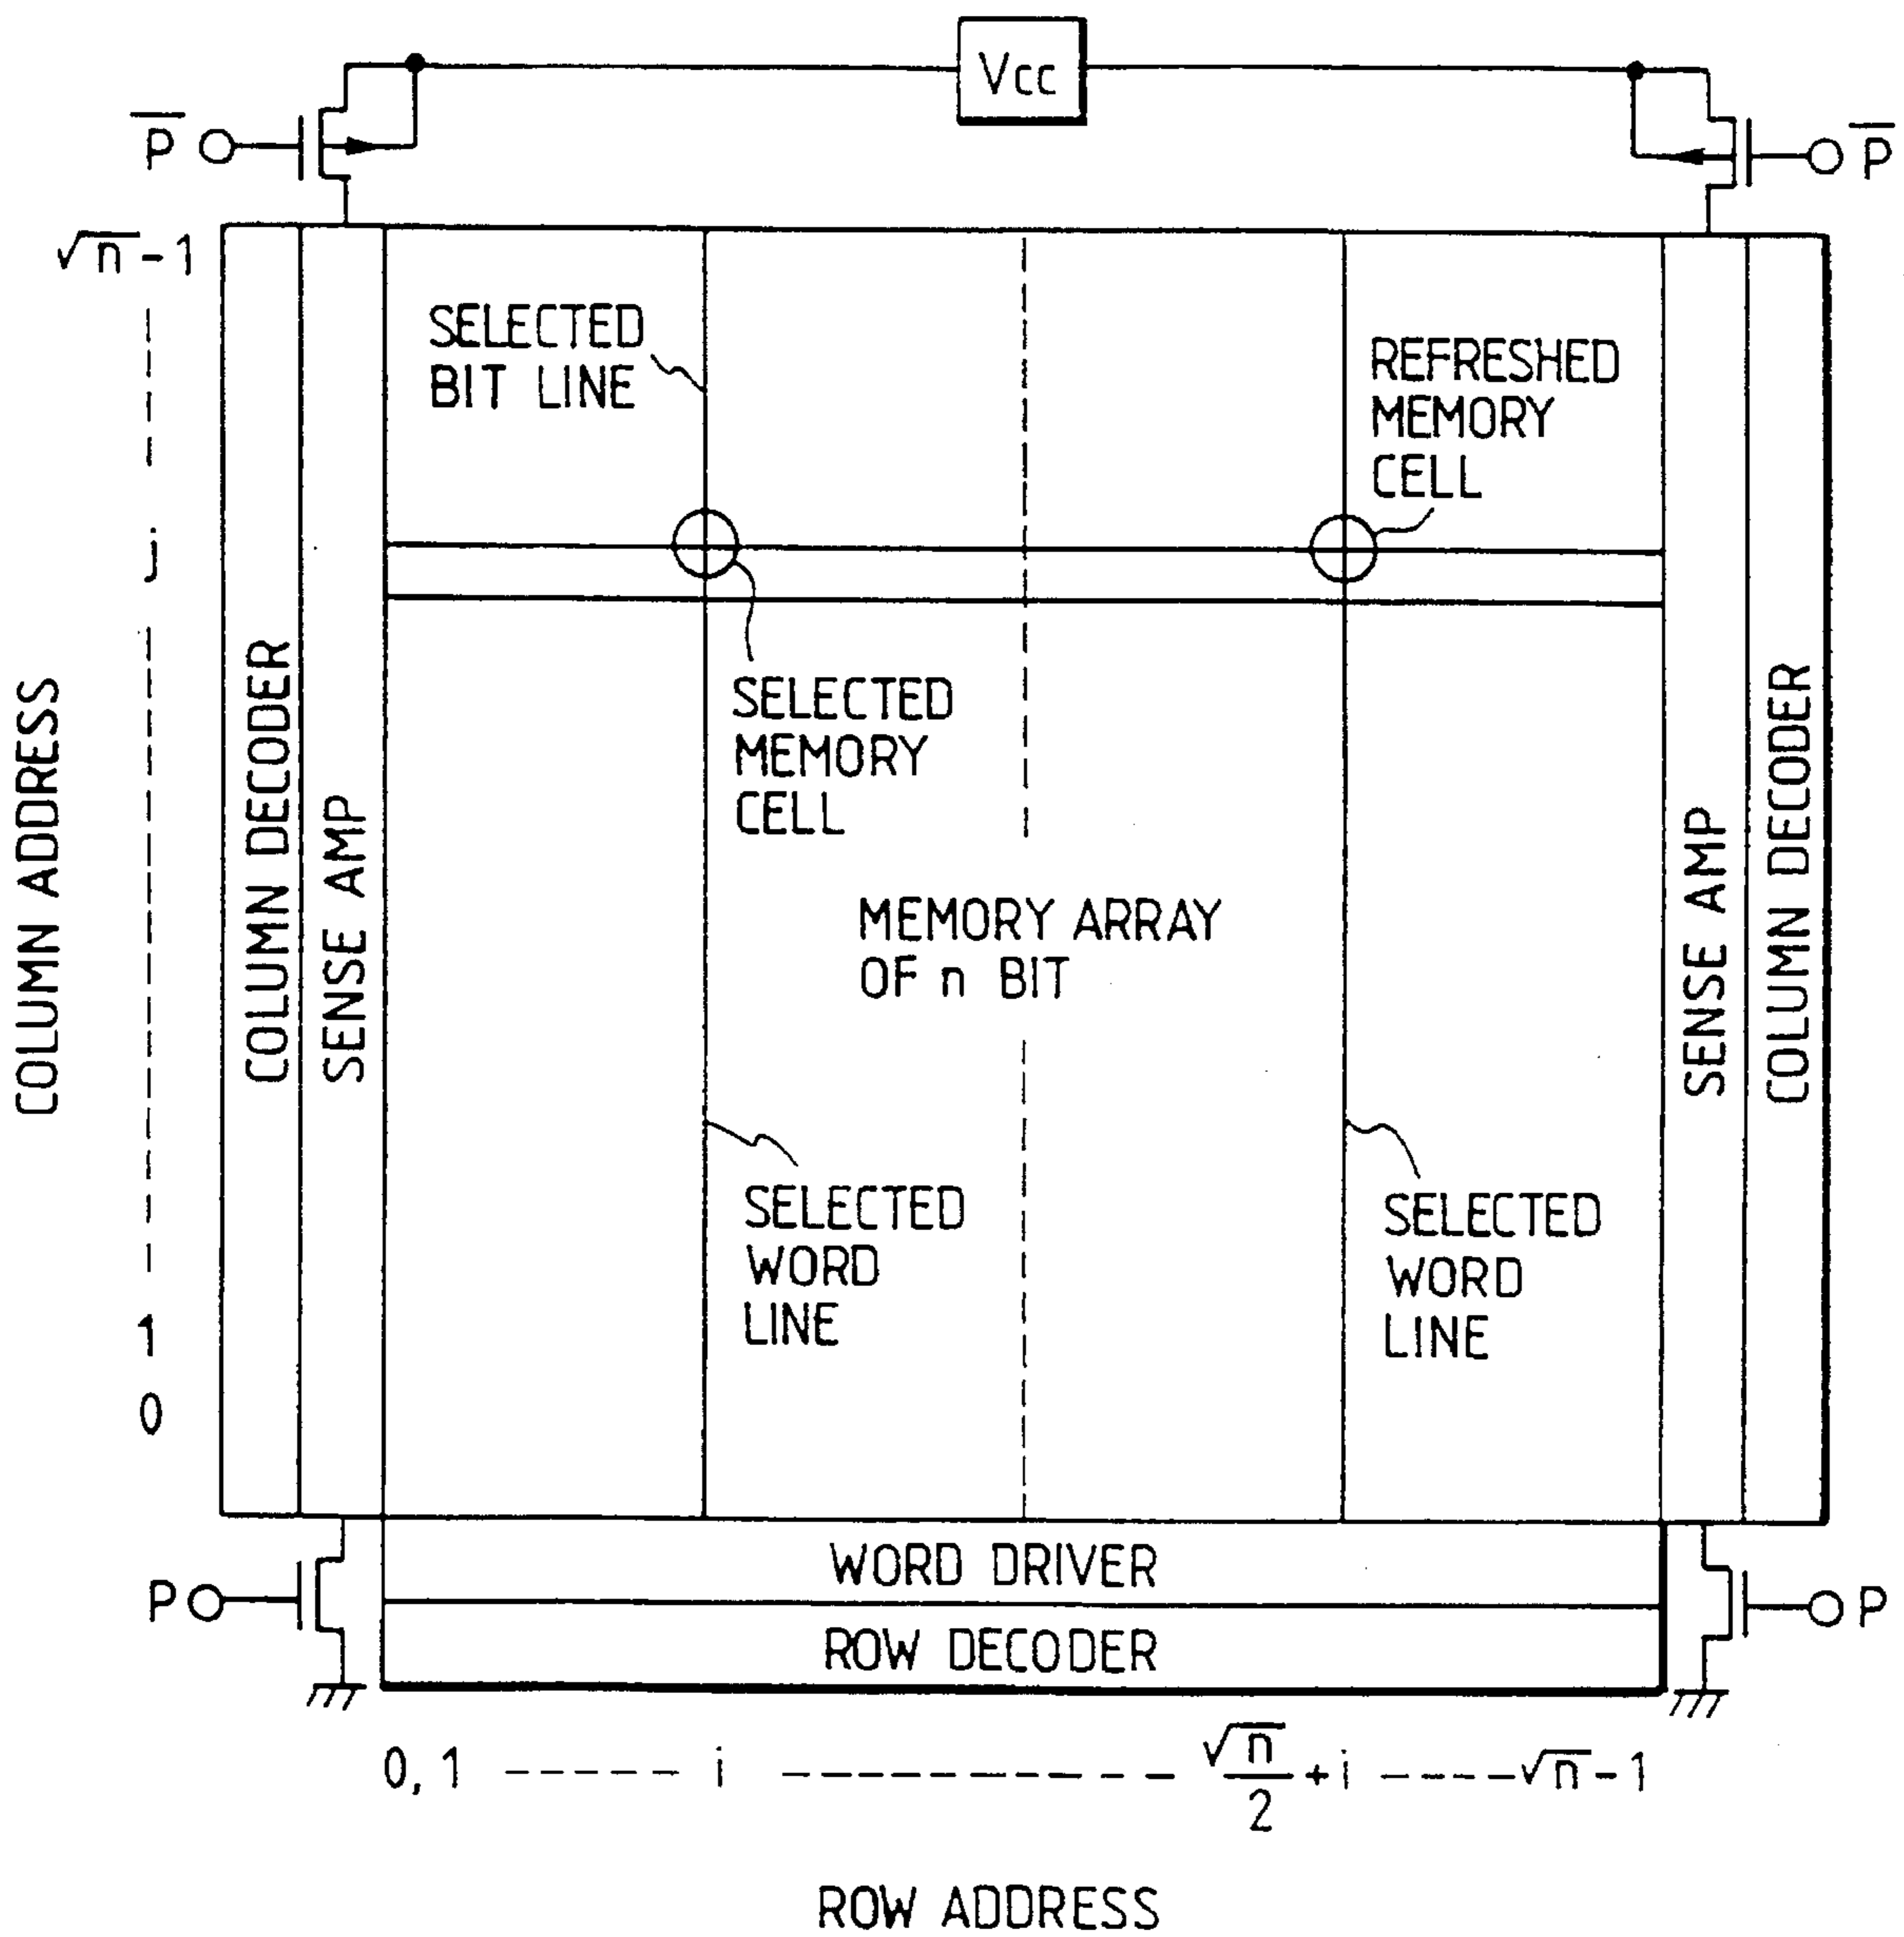 Vcc
P̅
P̅
√n-1
SELECTED
BIT LINE
REFRESHED
MEMORY
CELL
j
SELECTED
MEMORY
CELL
COLUMN ADDRESS
COLUMN DECODER
SENSE AMP
MEMORY ARRAY
OF n BIT
SENSE AMP
COLUMN DECODER
SELECTED
WORD
LINE
SELECTED
WORD
LINE
1
0
WORD DRIVER
P
P
ROW DECODER
0, 1 ------ i ------------- √n/2 +i -----√n-1
ROW ADDRESS